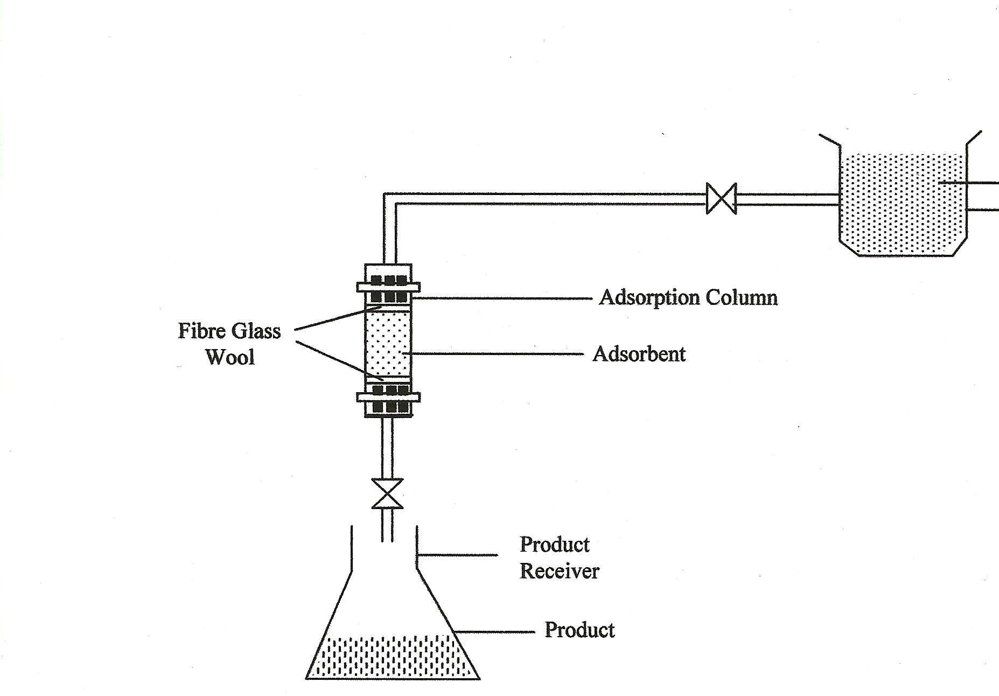 Adsorption Column
Fibre Glass
Wool
Adsorbent
Product
Receiver
Product